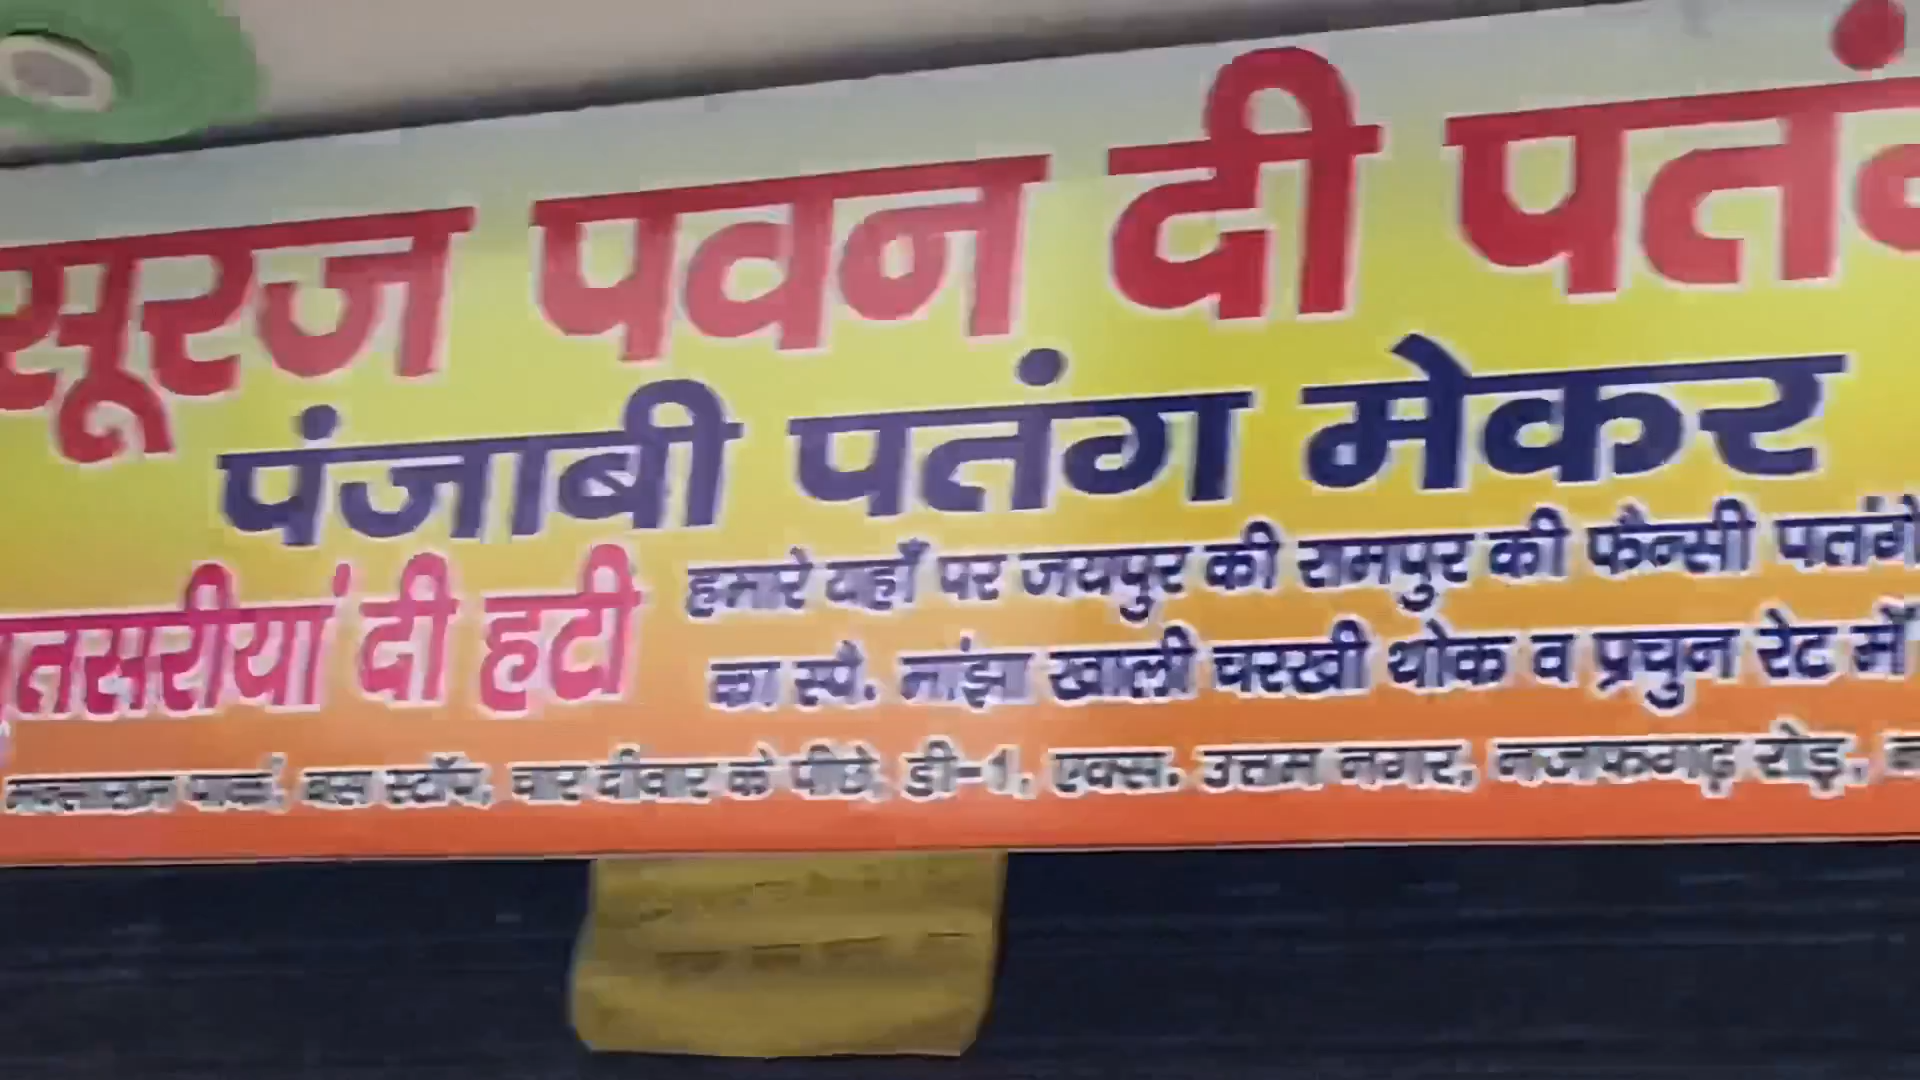 सूरज पवन दी पतं
पंजाबी पतंग मेकर
तसरीयां दी हटी
हमारे यहाँ पर जयपुर की रामपुर की फैन्सी पतंगे
का स्पै. मांझा खाली चरखी थोक व प्रचुन रेट में
पार्क, बस स्टॉप, चार दीवार के पीछे, डी-1, एक्स. उत्तम नगर, नजफगढ़ रोड़,